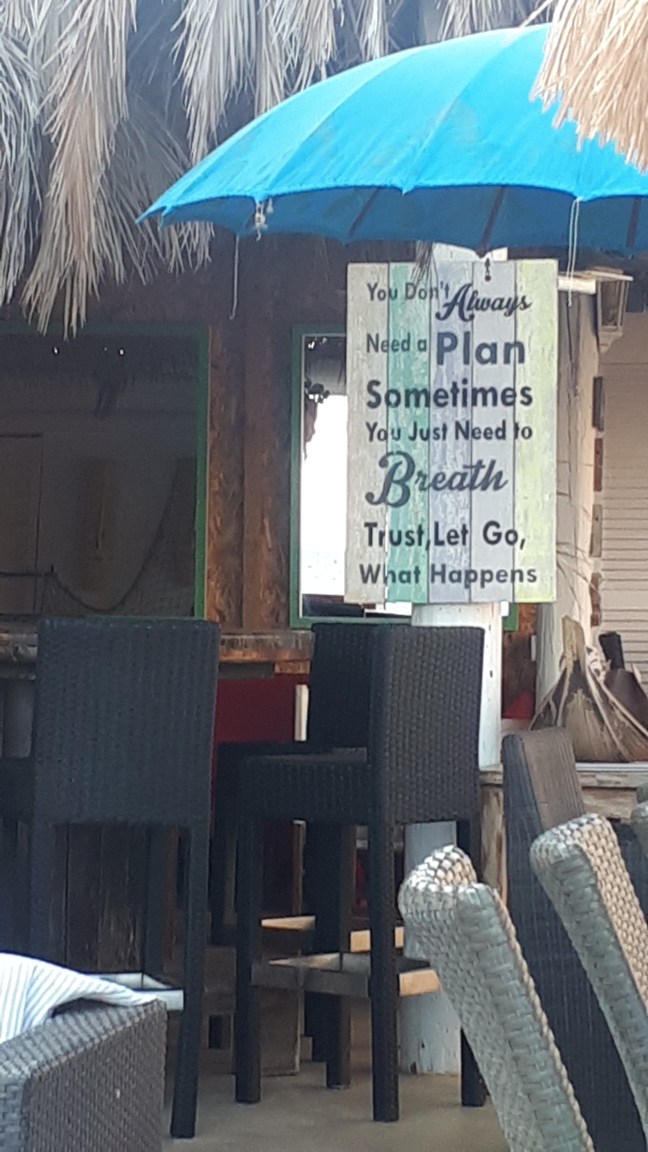 You Don't Always
Need a Plan
Sometimes
You Just Need to
Breath
Trust,Let Go,
What Happens